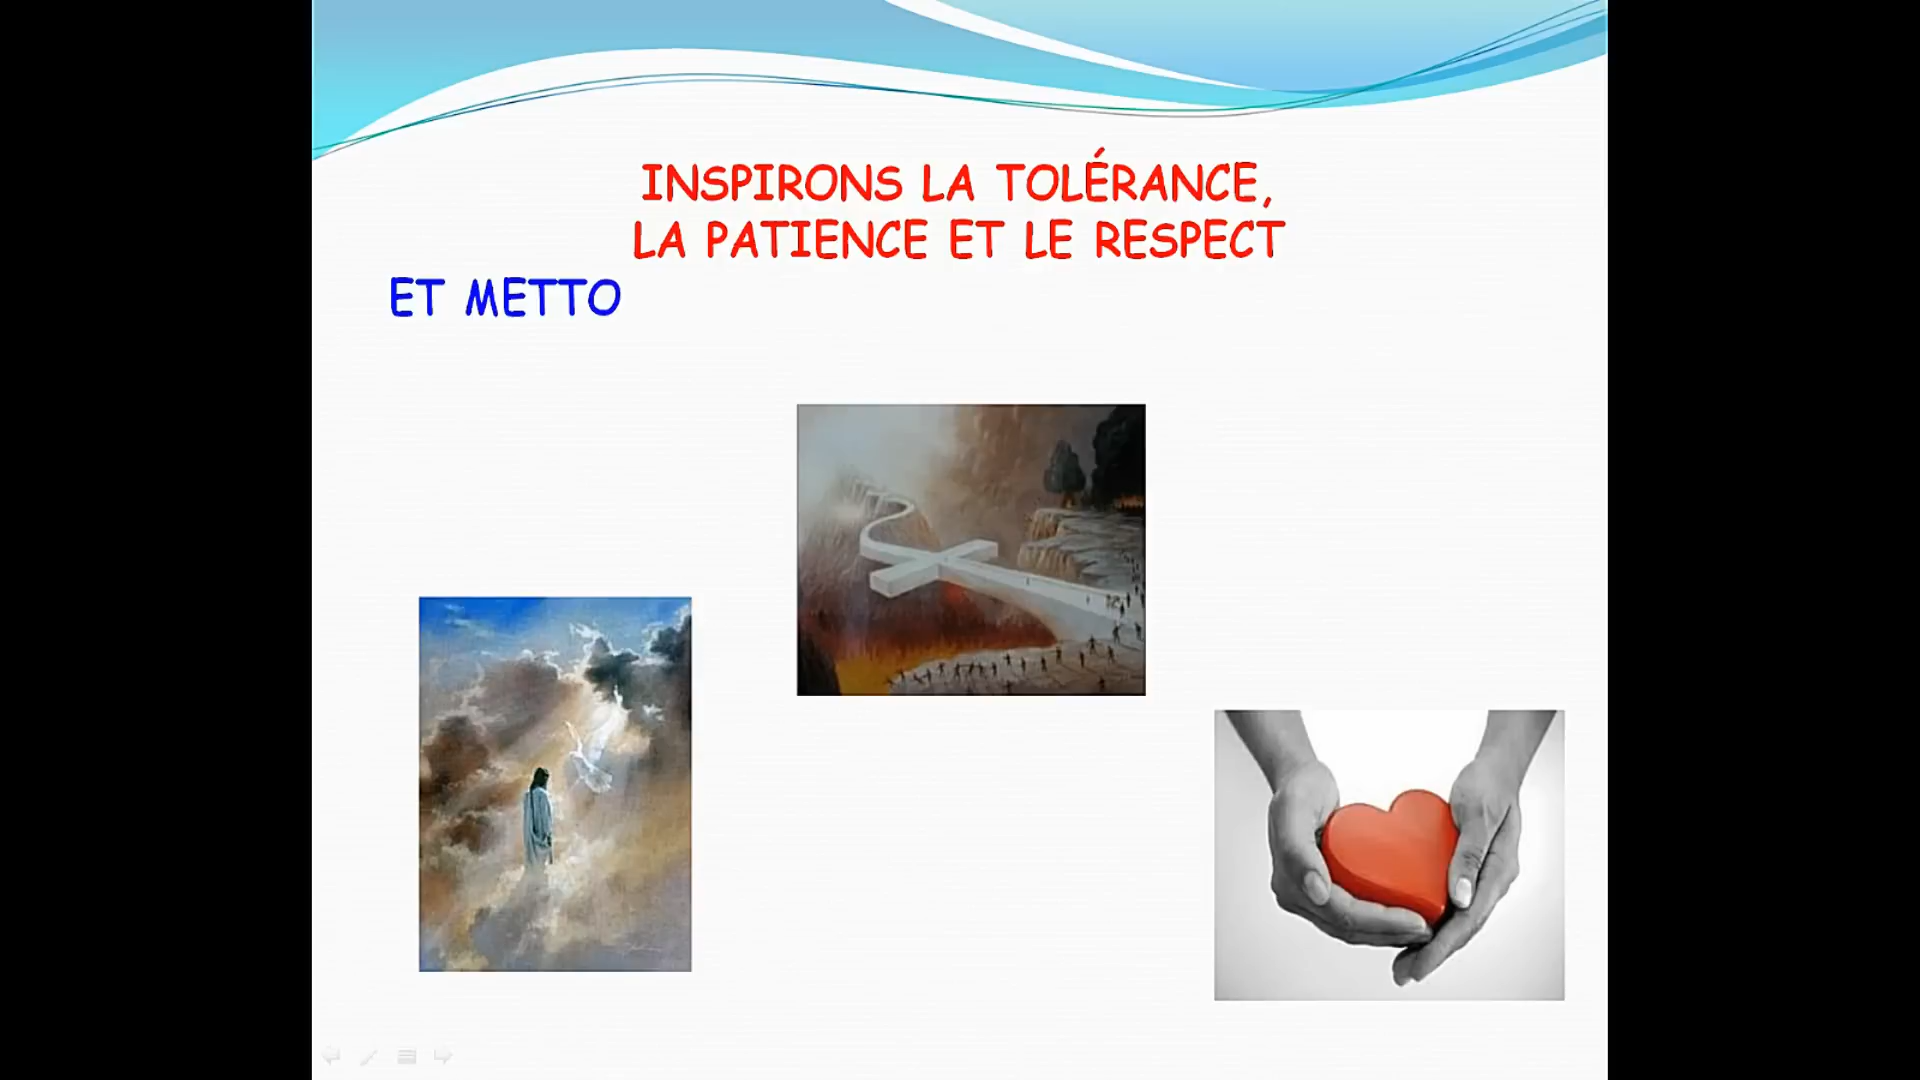 INSPIRONS LA TOLÉRANCE,
LA PATIENCE ET LE RESPECT
ET METTO